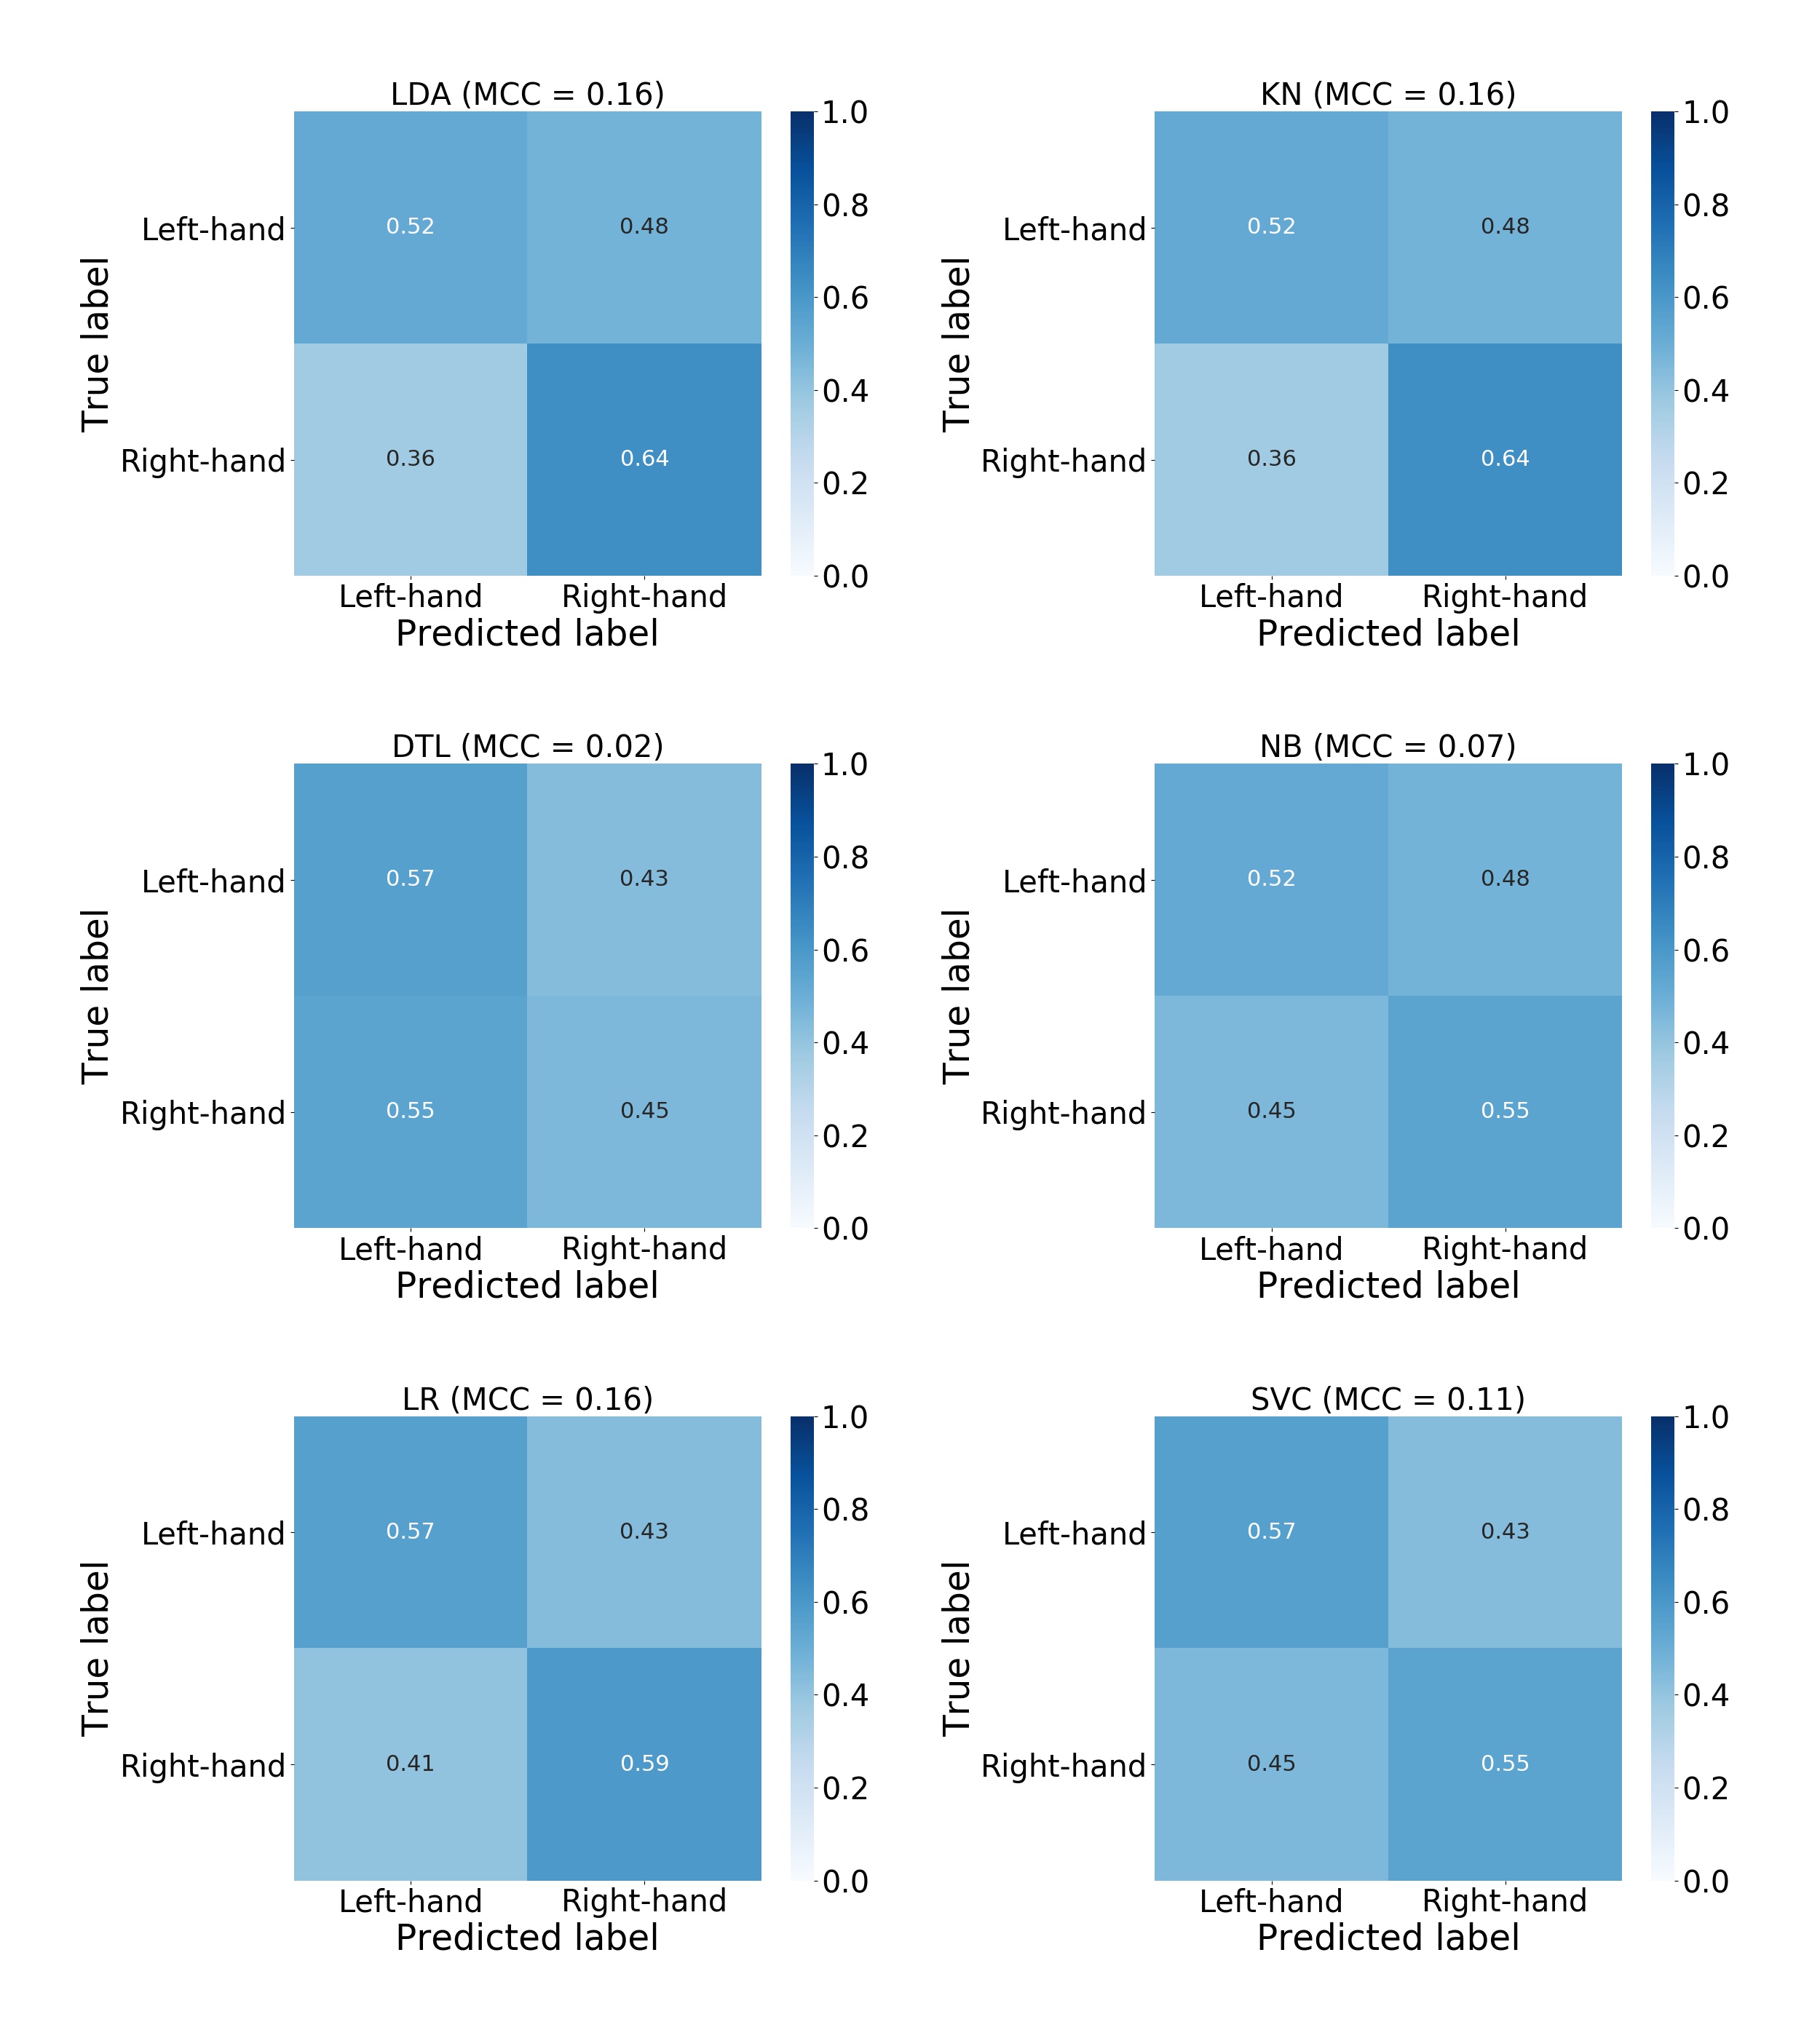 LDA (MCC = 0.16)
True label
Left-hand
Right-hand
0.52 0.48
0.36 0.64
Left-hand Right-hand
Predicted label
1.0
0.8
0.6
0.4
0.2
0.0
KN (MCC = 0.16)
True label
Left-hand
Right-hand
0.52 0.48
0.36 0.64
Left-hand Right-hand
Predicted label
1.0
0.8
0.6
0.4
0.2
0.0
DTL (MCC = 0.02)
True label
Left-hand
Right-hand
0.57 0.43
0.55 0.45
Left-hand Right-hand
Predicted label
1.0
0.8
0.6
0.4
0.2
0.0
NB (MCC = 0.07)
True label
Left-hand
Right-hand
0.52 0.48
0.45 0.55
Left-hand Right-hand
Predicted label
1.0
0.8
0.6
0.4
0.2
0.0
LR (MCC = 0.16)
True label
Left-hand
Right-hand
0.57 0.43
0.41 0.59
Left-hand Right-hand
Predicted label
1.0
0.8
0.6
0.4
0.2
0.0
SVC (MCC = 0.11)
True label
Left-hand
Right-hand
0.57 0.43
0.45 0.55
Left-hand Right-hand
Predicted label
1.0
0.8
0.6
0.4
0.2
0.0